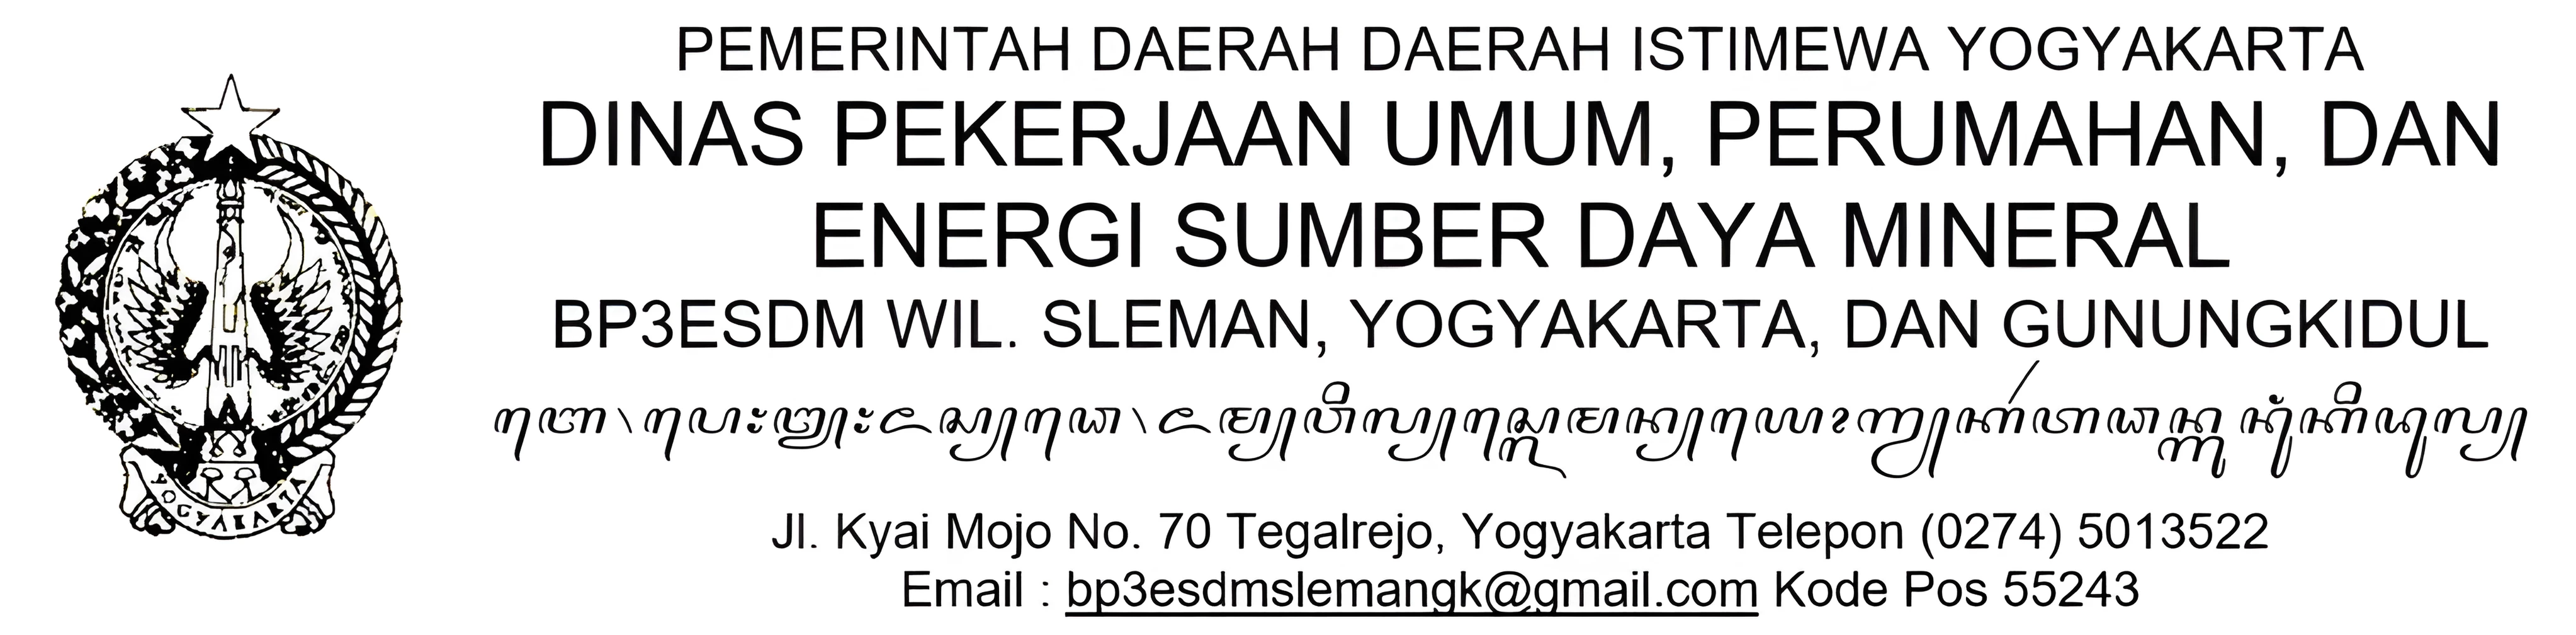 PEMERINTAH DAERAH DAERAH ISTIMEWA YOGYAKARTA
DINAS PEKERJAAN UMUM, PERUMAHAN, DAN
ENERGI SUMBER DAYA MINERAL
BP3ESDM WIL. SLEMAN, YOGYAKARTA, DAN GUNUNGKIDUL
Jl. Kyai Mojo No. 70 Tegalrejo, Yogyakarta Telepon (0274) 5013522
Email : bp3esdmslemangk@gmail.com Kode Pos 55243
YOGYAKARTA